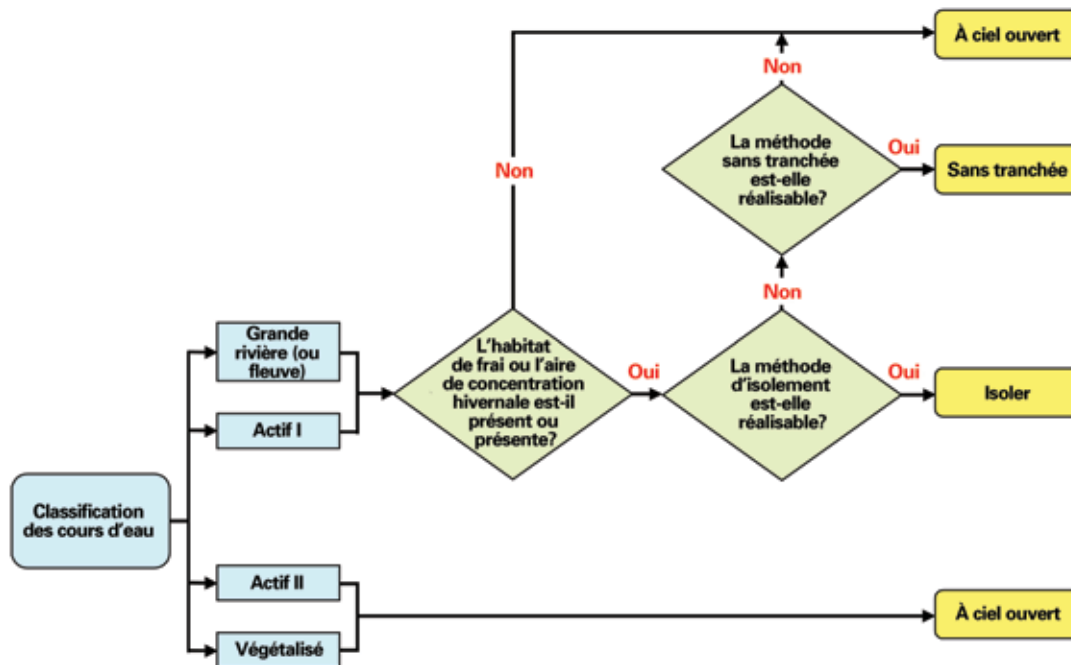 À ciel ouvert
Non
La méthode
sans tranchée
est-elle
réalisable?
Oui
Sans tranchée
Non
Non
Grande
rivière (ou
fleuve)
Actif I
L'habitat
de frai ou l'aire
de concentration
hivernale est-il
présent ou
présente?
Oui
La méthode
d'isolement
est-elle
réalisable?
Oui
Isoler
Classification
des cours d'eau
Actif II
Végétalisé
À ciel ouvert